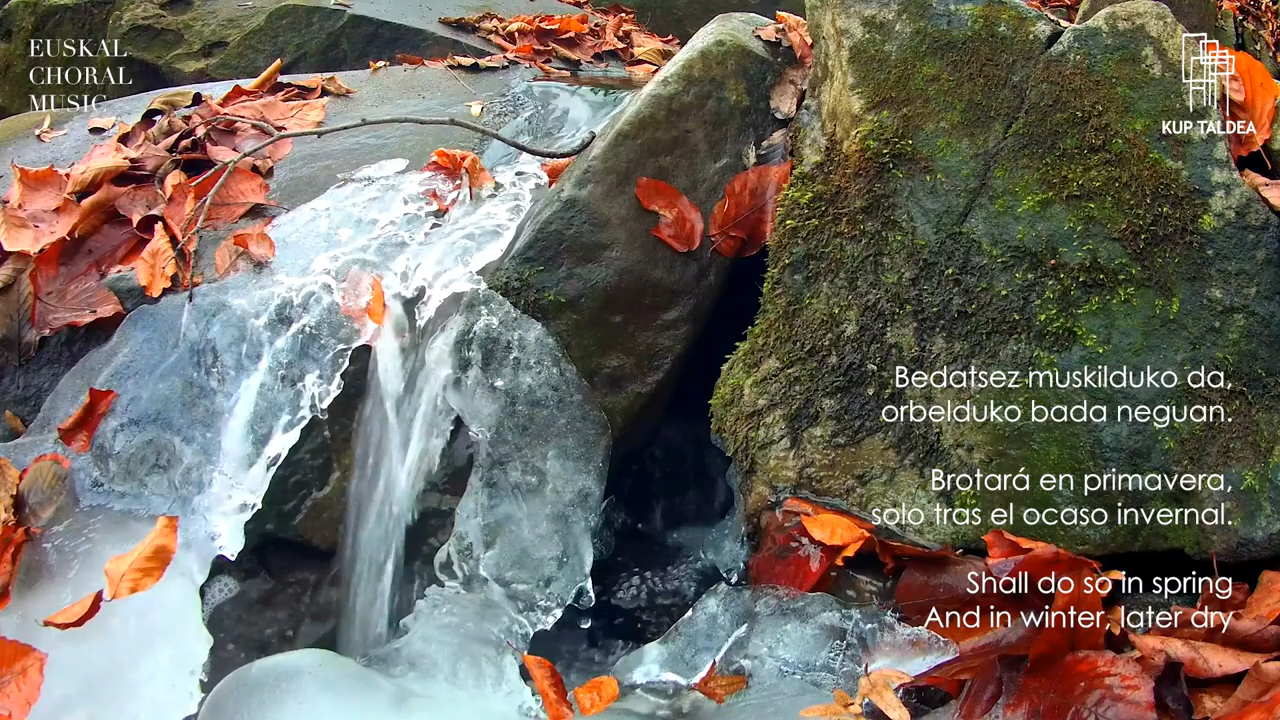 EUSKAL
CHORAL
MUSIC
KUP TALDEA
Bedatsez muskilduko da,
orbelduko bada neguan.
Brotará en primavera,
solo tras el ocaso invernal.
Shall do so in spring
And in winter, later dry